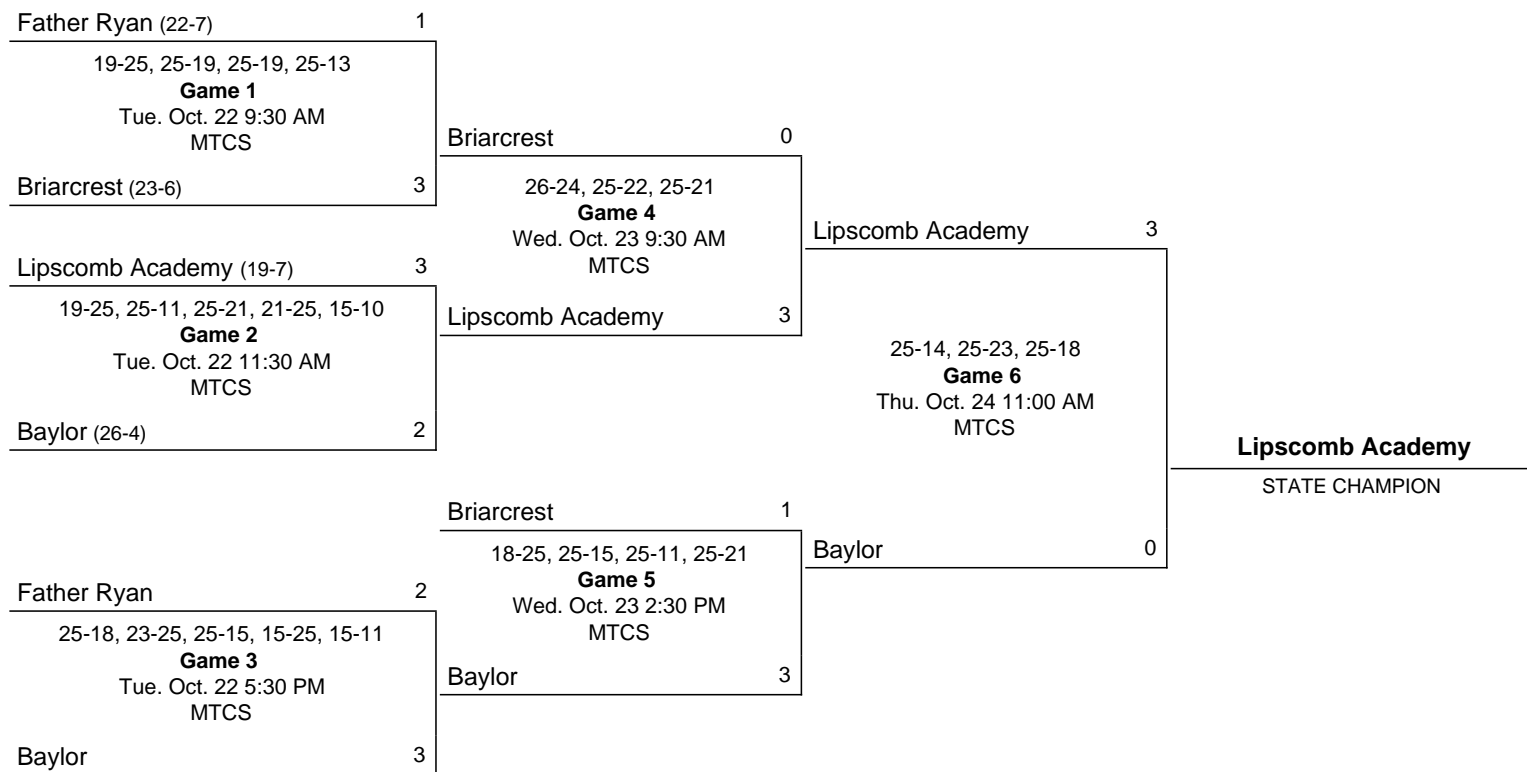 Father Ryan (22-7) 1
19-25, 25-19, 25-19, 25-13
Game 1
Tue. Oct. 22 9:30 AM
MTCS
Briarcrest (23-6) 3
Lipscomb Academy (19-7) 3
19-25, 25-11, 25-21, 21-25, 15-10
Game 2
Tue. Oct. 22 11:30 AM
MTCS
Baylor (26-4) 2
Father Ryan 2
25-18, 23-25, 25-15, 15-25, 15-11
Game 3
Tue. Oct. 22 5:30 PM
MTCS
Baylor 3
Briarcrest 0
26-24, 25-22, 25-21
Game 4
Wed. Oct. 23 9:30 AM
MTCS
Lipscomb Academy 3
Briarcrest 1
18-25, 25-15, 25-11, 25-21
Game 5
Wed. Oct. 23 2:30 PM
MTCS
Baylor 3
Lipscomb Academy 3
25-14, 25-23, 25-18
Game 6
Thu. Oct. 24 11:00 AM
MTCS
Baylor 0
Lipscomb Academy
STATE CHAMPION